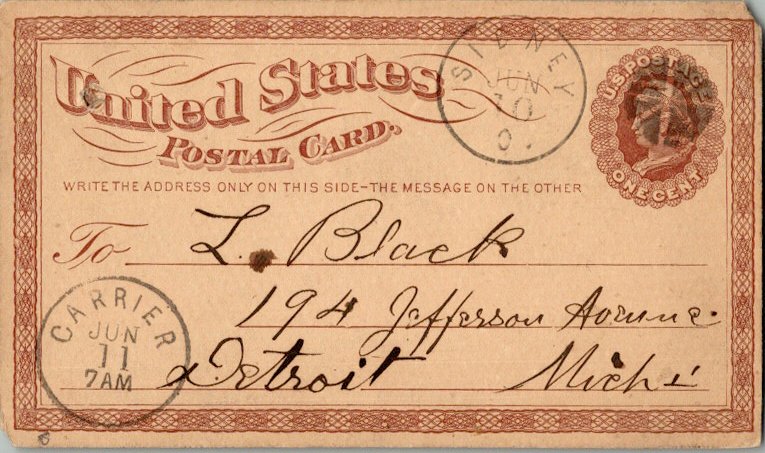 United States
POSTAL CARD.
SIDNEY
JUN
10
O.
U.S. POSTAGE
ONE CENT
WRITE THE ADDRESS ONLY ON THIS SIDE–THE MESSAGE ON THE OTHER
To L. Black
194 Jefferson Avenue.
Detroit Mich
CARRIER
JUN
11
7AM